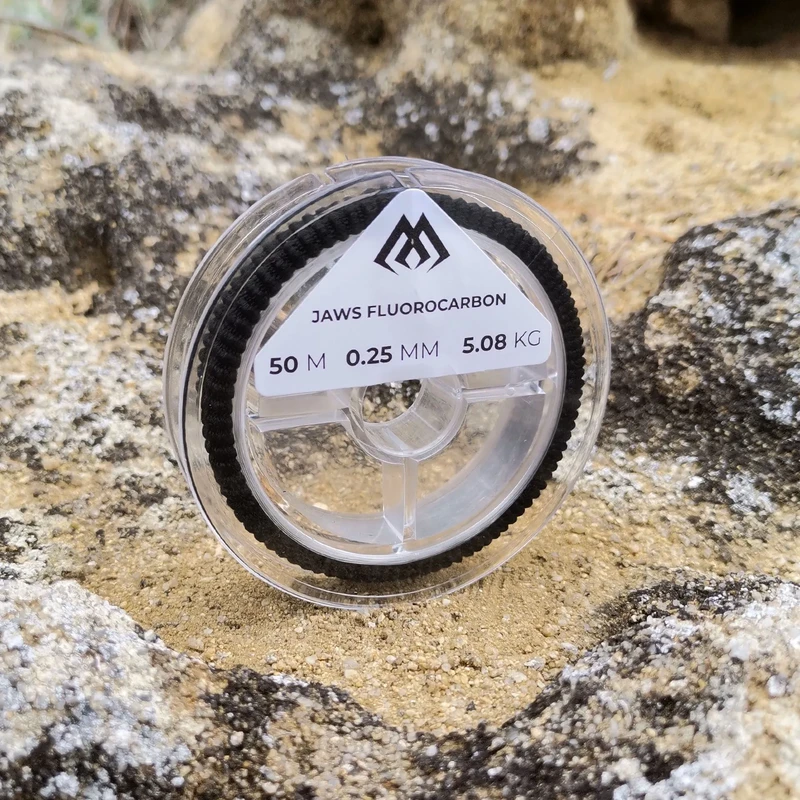 JAWS FLUOROCARBON
50 M 0.25 MM 5.08 KG